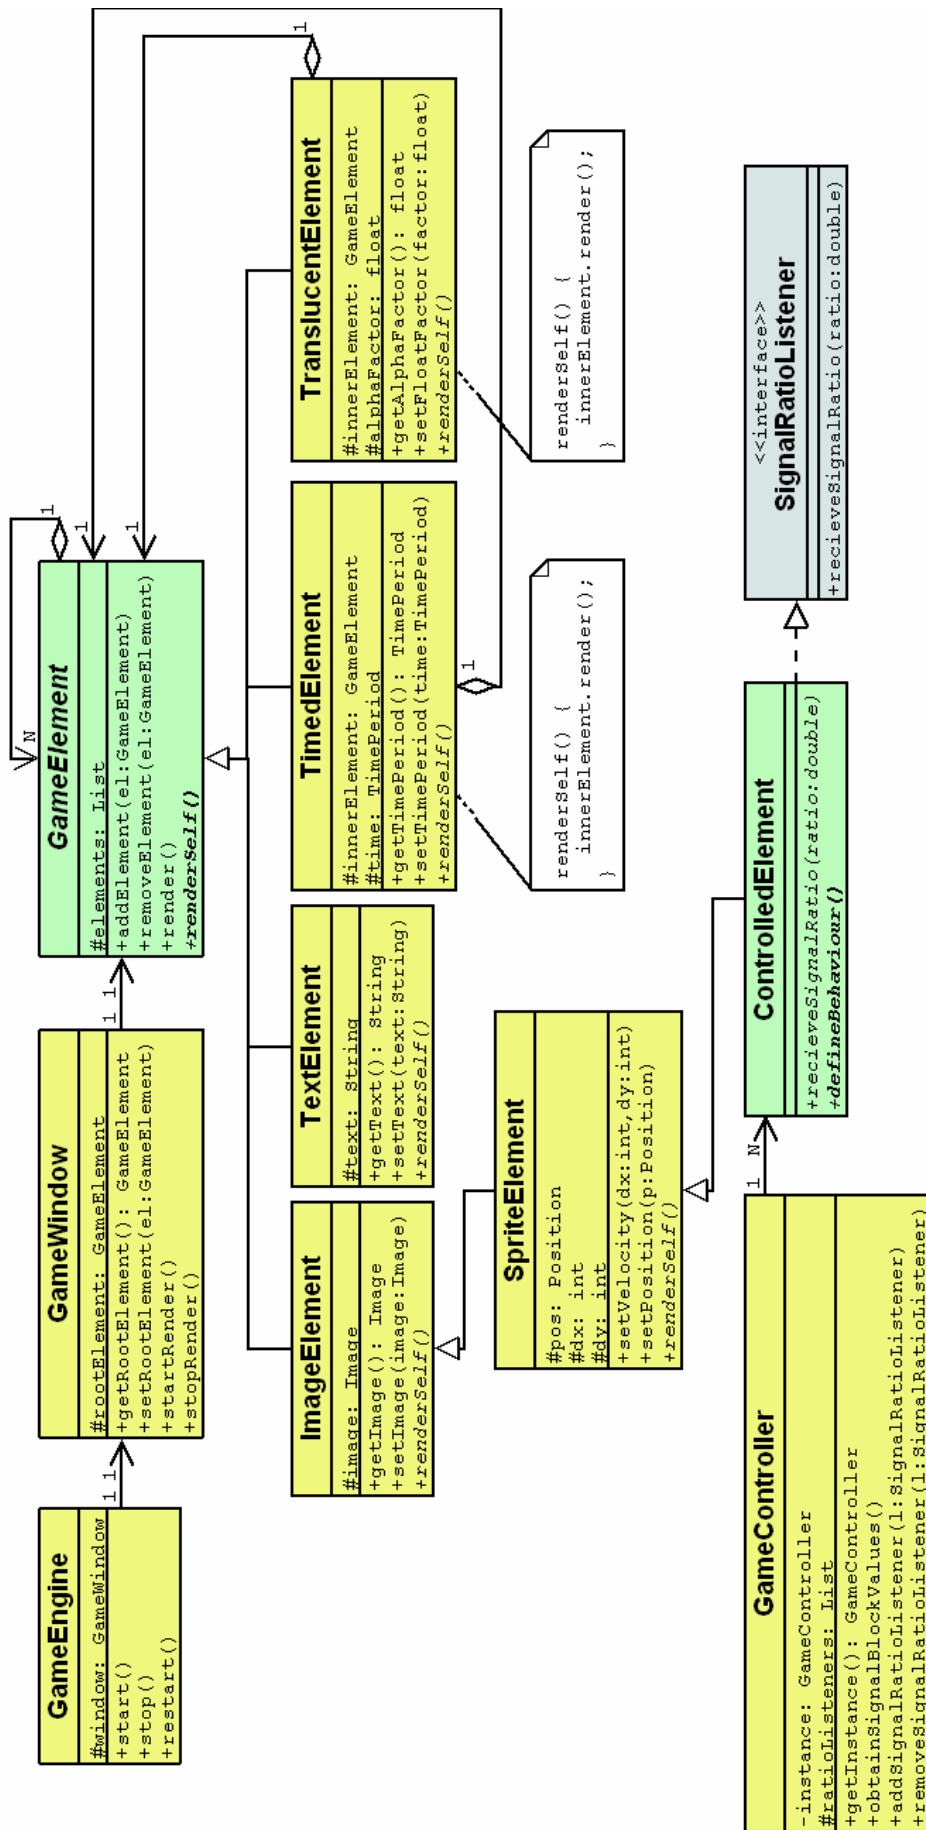 GameEngine
#window: GameWindow
+start()
+stop()
+restart()
1 1
GameWindow
#rootElement: GameElement
+getRootElement(): GameElement
+setRootElement(el:GameElement)
+startRender()
+stopRender()
1 1
GameElement
#elements: List
+addElement(el:GameElement)
+removeElement(el:GameElement)
+render()
+renderSelf()
N
1
1
1
ImageElement
#image: Image
+getImage(): Image
+setImage(image:Image)
+renderSelf()
TextElement
#text: String
+getText(): String
+setText(text:String)
+renderSelf()
TimedElement
#innerElement: GameElement
#time: TimePeriod
+getTimePeriod(): TimePeriod
+setTimePeriod(time:TimePeriod)
+renderSelf()
1
TranslucentElement
#innerElement: GameElement
#alphaFactor: float
+getAlphaFactor(): float
+setFloatFactor(factor:float)
+renderSelf()
1
SpriteElement
#pos: Position
#dx: int
#dy: int
+setVelocity(dx:int,dy:int)
+setPosition(p:Position)
+renderSelf()
renderSelf() {
innerElement.render();
}
renderSelf() {
innerElement.render();
}
GameController
-instance: GameController
#ratioListeners: List
+getInstance(): GameController
+obtainSignalBlockValues()
+addSignalRatioListener(l:SignalRatioListener)
+removeSignalRatioListener(l:SignalRatioListener)
1 N
ControlledElement
+recieveSignalRatio(ratio:double)
+defineBehaviour()
<<interface>>
SignalRatioListener
+recieveSignalRatio(ratio:double)